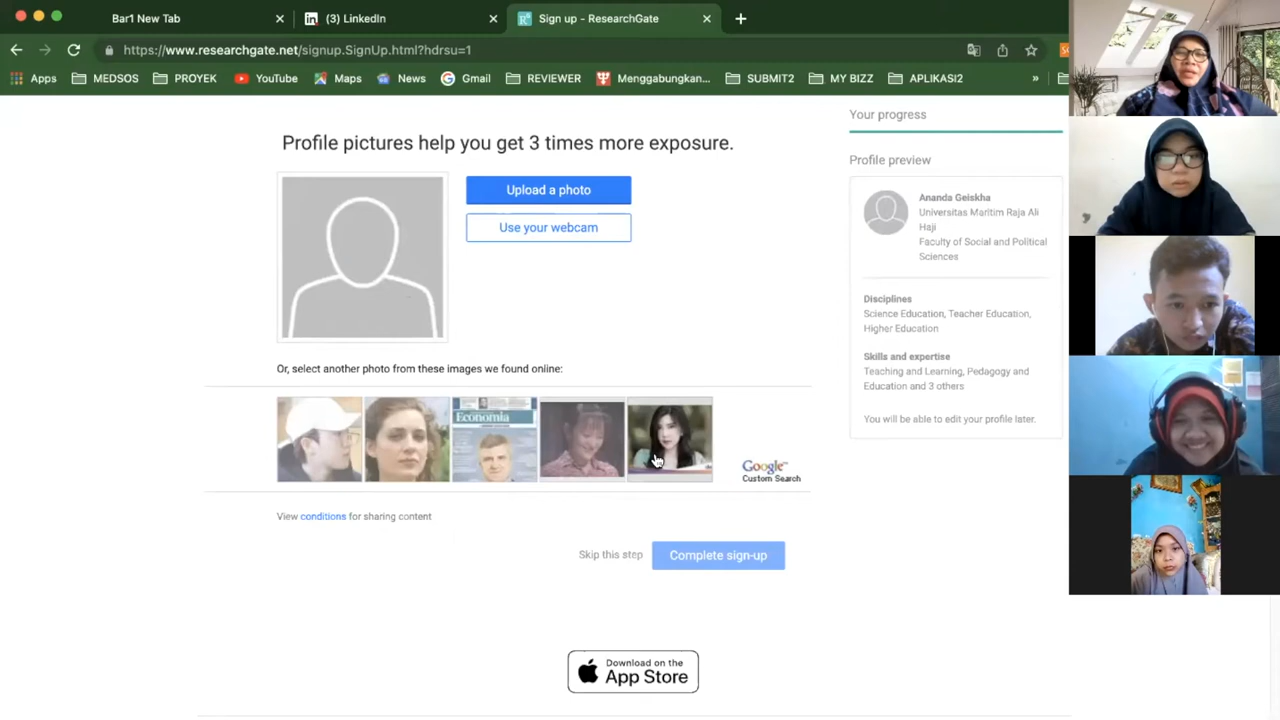 Bar1 New Tab
in (3) LinkedIn
Sign up - ResearchGate
https://www.researchgate.net/signup.SignUp.html?hdrsu=1
Apps
MEDSOS
PROYEK
YouTube
Maps
News
Gmail
REVIEWER
Menggabungkan...
SUBMIT2
MY BIZZ
APLIKASI2
»
Profile pictures help you get 3 times more exposure.
Upload a photo
Use your webcam
Or, select another photo from these images we found online:
Economia
Google™
Custom Search
View conditions for sharing content
Skip this step
Complete sign-up
Download on the
App Store
Your progress
Profile preview
Ananda Geiskha
Universitas Maritim Raja Ali
Haji
Faculty of Social and Political
Sciences
Disciplines
Science Education, Teacher Education,
Higher Education
Skills and expertise
Teaching and Learning, Pedagogy and
Education and 3 others
You will be able to edit your profile later.